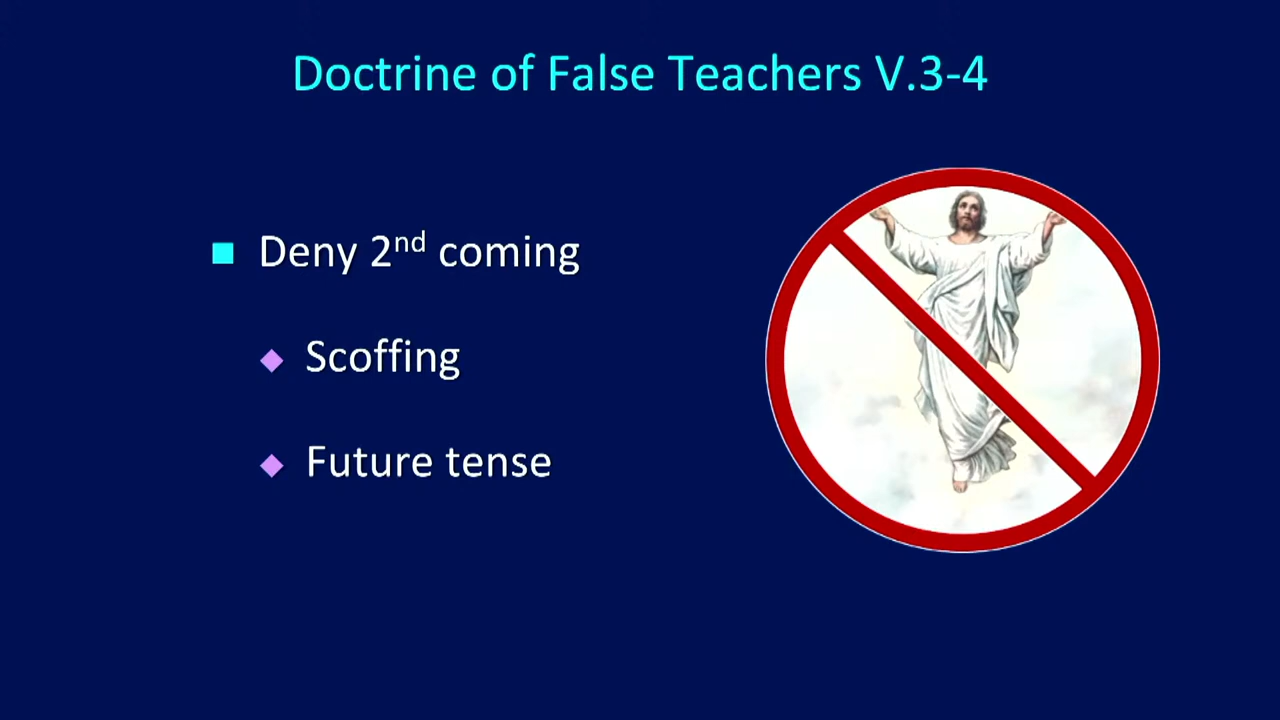 Doctrine of False Teachers V.3-4
Deny 2nd coming
Scoffing
Future tense